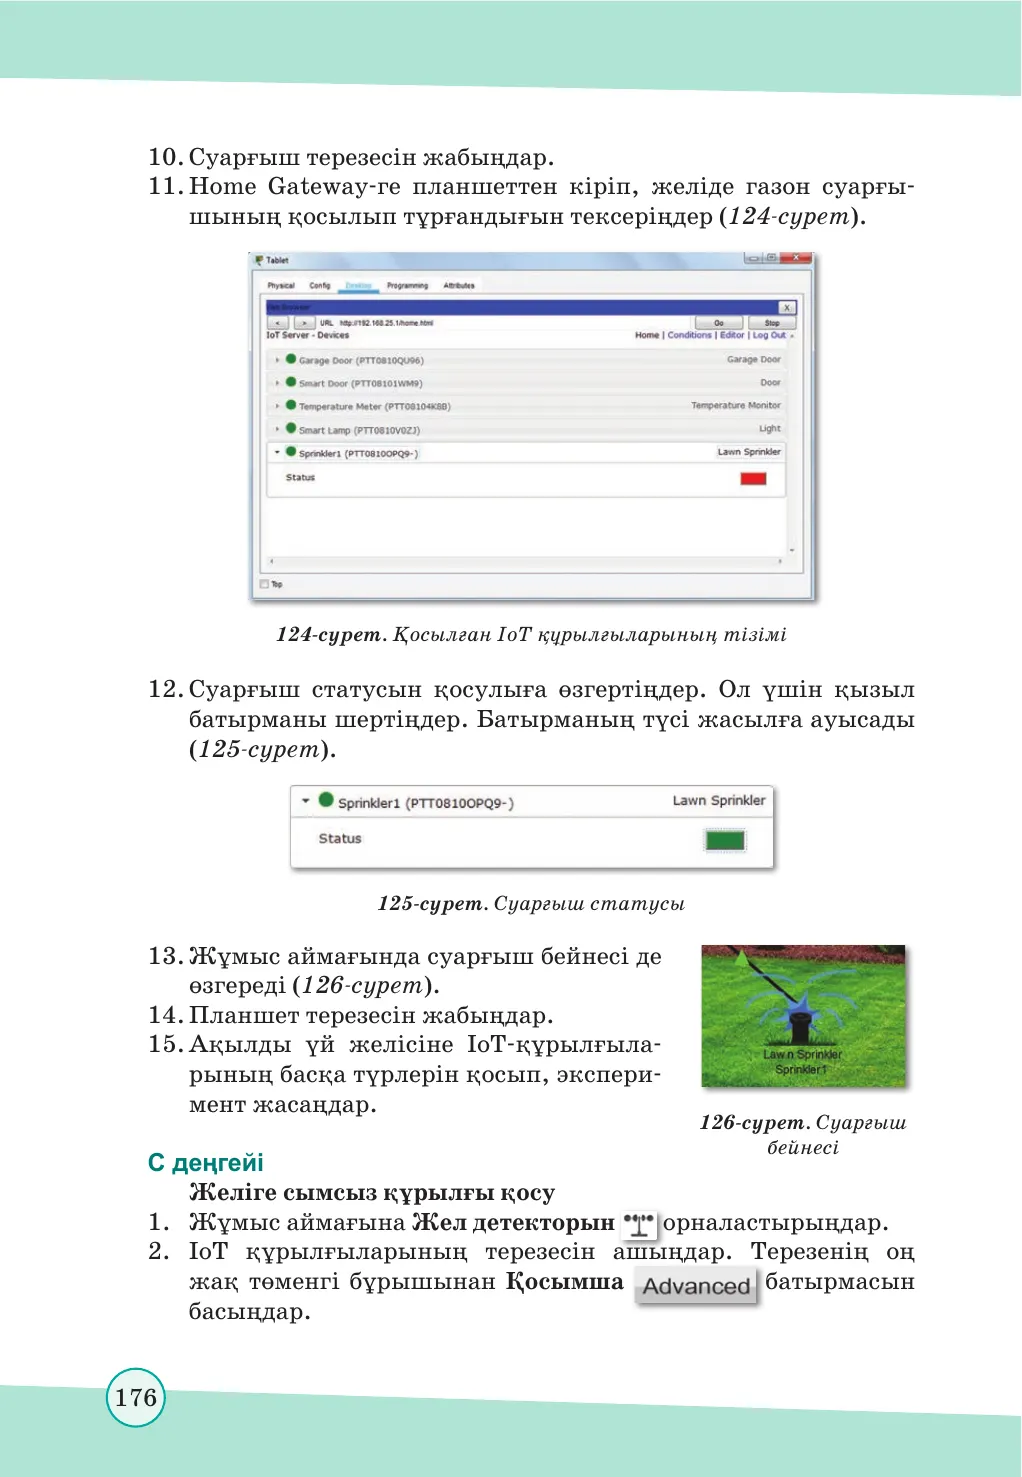 10. Суарғыш терезесін жабыңдар.
11. Home Gateway-ге планшеттен кіріп, желіде газон суарғы-
шының қосылып тұрғандығын тексеріңдер (124-сурет).
Tablet
Physical Config Desktop Programming Attributes
Web Browser X
< > URL http://192.168.25.1/home.html Go Stop
IoT Server - Devices Home | Conditions | Editor | Log Out
Garage Door (PTT0810QU96) Garage Door
Smart Door (PTT08101WM9) Door
Temperature Meter (PTT08104K8B) Temperature Monitor
Smart Lamp (PTT0810V0ZJ) Light
Sprinkler1 (PTT0810OPQ9-) Lawn Sprinkler
Status
Top
124-сурет. Қосылған IoT құрылғыларының тізімі
12. Суарғыш статусын қосулыға өзгертіңдер. Ол үшін қызыл
батырманы шертіңдер. Батырманың түсі жасылға ауысады
(125-сурет).
Sprinkler1 (PTT0810OPQ9-) Lawn Sprinkler
Status
125-сурет. Суарғыш статусы
13. Жұмыс аймағында суарғыш бейнесі де
өзгереді (126-сурет).
14. Планшет терезесін жабыңдар.
15. Ақылды үй желісіне IoT-құрылғыла-
рының басқа түрлерін қосып, экспери-
мент жасаңдар.
Lawn Sprinkler
Sprinkler1
126-сурет. Суарғыш
бейнесі
С деңгейі
Желіге сымсыз құрылғы қосу
1. Жұмыс аймағына Жел детекторын орналастырыңдар.
2. IoT құрылғыларының терезесін ашыңдар. Терезенің оң
жақ төменгі бұрышынан Қосымша Advanced батырмасын
басыңдар.
176